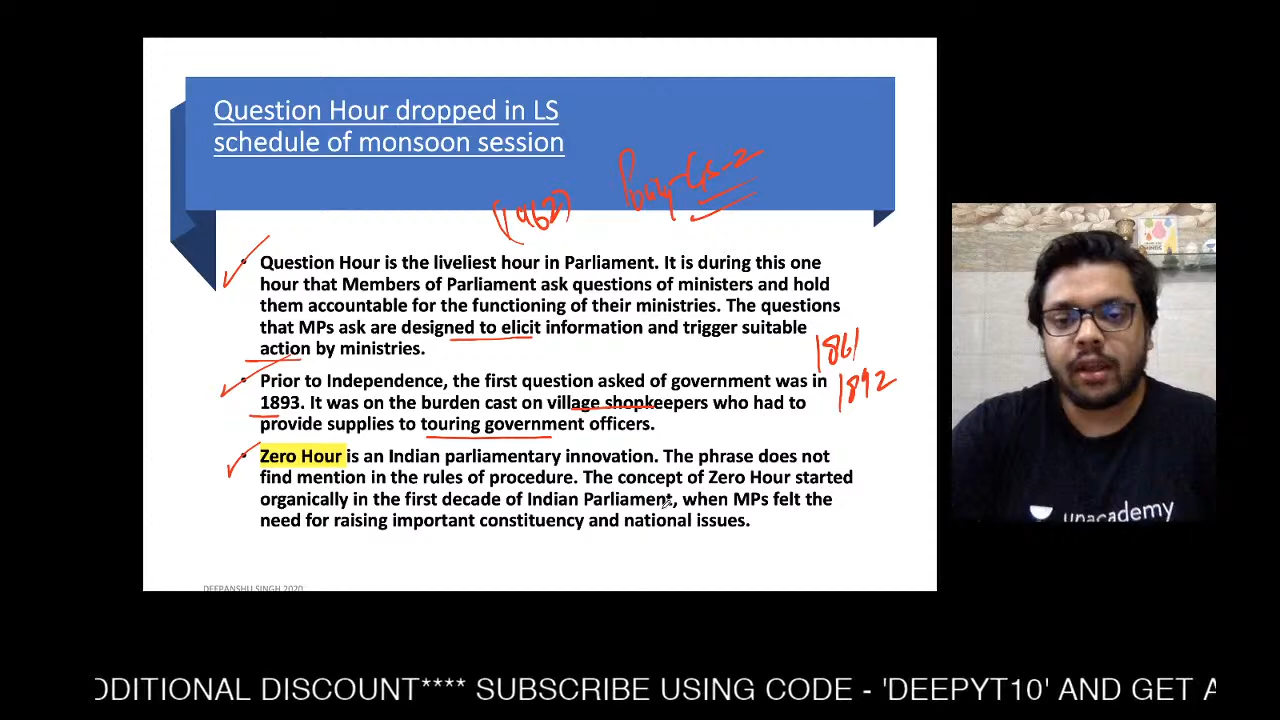 Question Hour dropped in LS
schedule of monsoon session
(1962) Polity-GS-2
• Question Hour is the liveliest hour in Parliament. It is during this one
hour that Members of Parliament ask questions of ministers and hold
them accountable for the functioning of their ministries. The questions
that MPs ask are designed to elicit information and trigger suitable
action by ministries.
1861
• Prior to Independence, the first question asked of government was in
1892
1893. It was on the burden cast on village shopkeepers who had to
provide supplies to touring government officers.
• Zero Hour is an Indian parliamentary innovation. The phrase does not
find mention in the rules of procedure. The concept of Zero Hour started
organically in the first decade of Indian Parliament, when MPs felt the
need for raising important constituency and national issues.
unacademy
DEEPANSHU SINGH 2020
DDITIONAL DISCOUNT**** SUBSCRIBE USING CODE - 'DEEPYT10' AND GET A